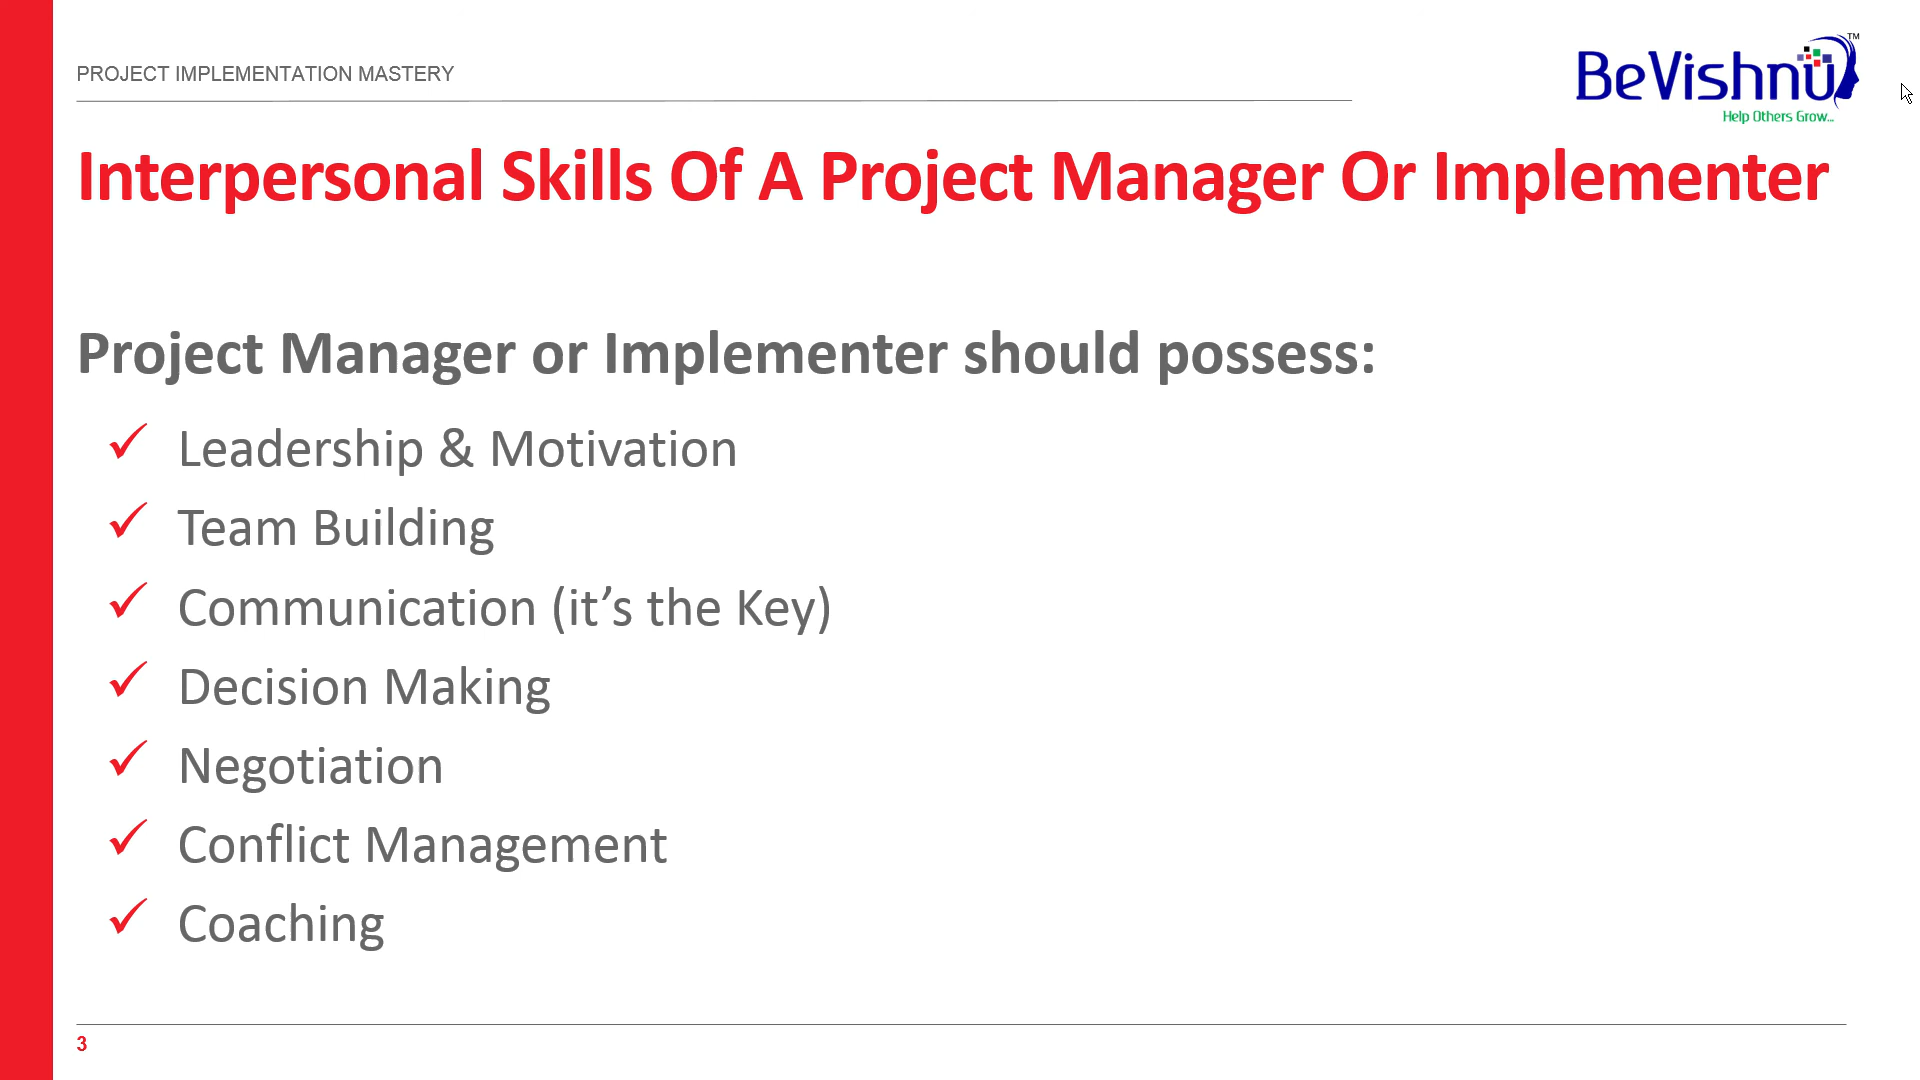 PROJECT IMPLEMENTATION MASTERY
BeVishnu™
Help Others Grow...
Interpersonal Skills Of A Project Manager Or Implementer
Project Manager or Implementer should possess:
✓ Leadership & Motivation
✓ Team Building
✓ Communication (it’s the Key)
✓ Decision Making
✓ Negotiation
✓ Conflict Management
✓ Coaching
3